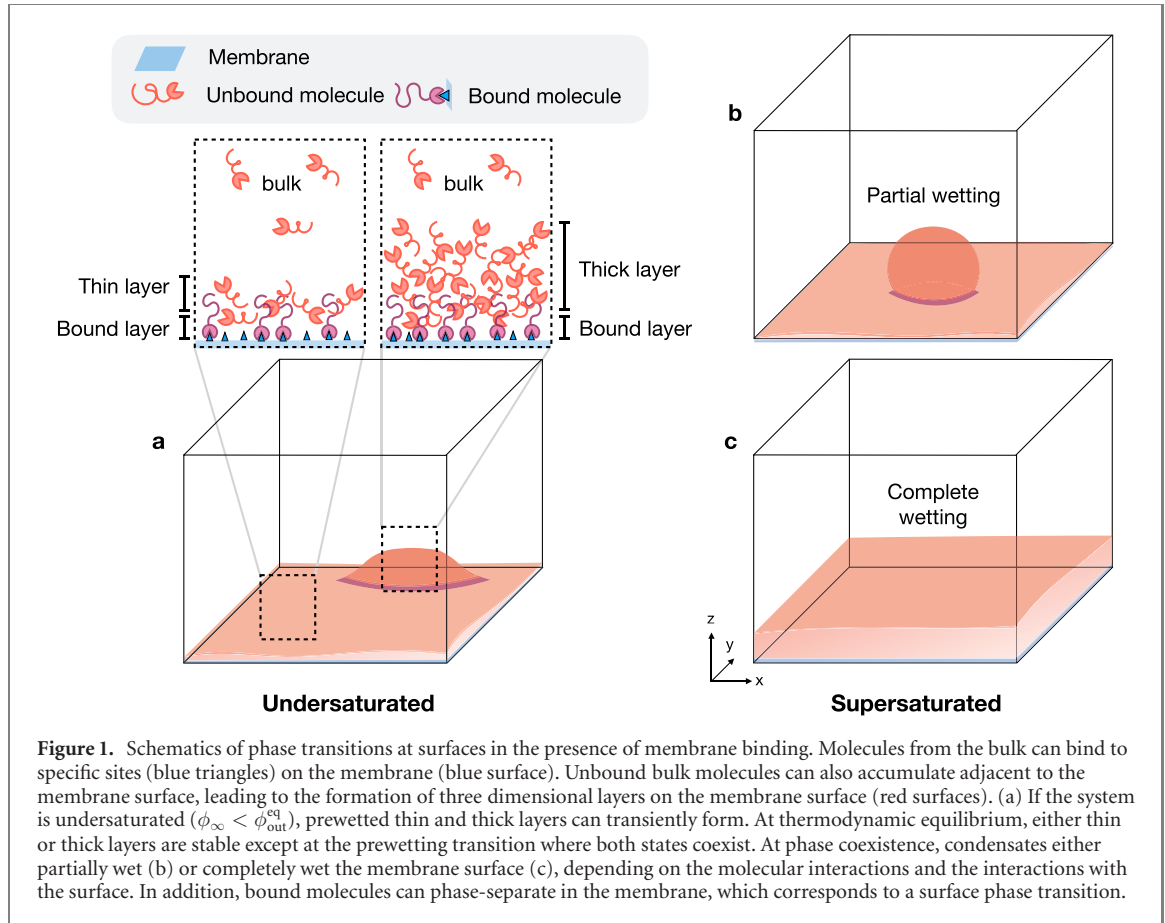 Membrane
Unbound molecule
Bound molecule
bulk
bulk
Thin layer
Bound layer
Thick layer
Bound layer
a
Undersaturated
b
Partial wetting
c
Complete
wetting
z
y
x
Supersaturated
Figure 1. Schematics of phase transitions at surfaces in the presence of membrane binding. Molecules from the bulk can bind to
specific sites (blue triangles) on the membrane (blue surface). Unbound bulk molecules can also accumulate adjacent to the
membrane surface, leading to the formation of three dimensional layers on the membrane surface (red surfaces). (a) If the system
is undersaturated (ϕ∞ < ϕ^eq_out), prewetted thin and thick layers can transiently form. At thermodynamic equilibrium, either thin
or thick layers are stable except at the prewetting transition where both states coexist. At phase coexistence, condensates either
partially wet (b) or completely wet the membrane surface (c), depending on the molecular interactions and the interactions with
the surface. In addition, bound molecules can phase-separate in the membrane, which corresponds to a surface phase transition.